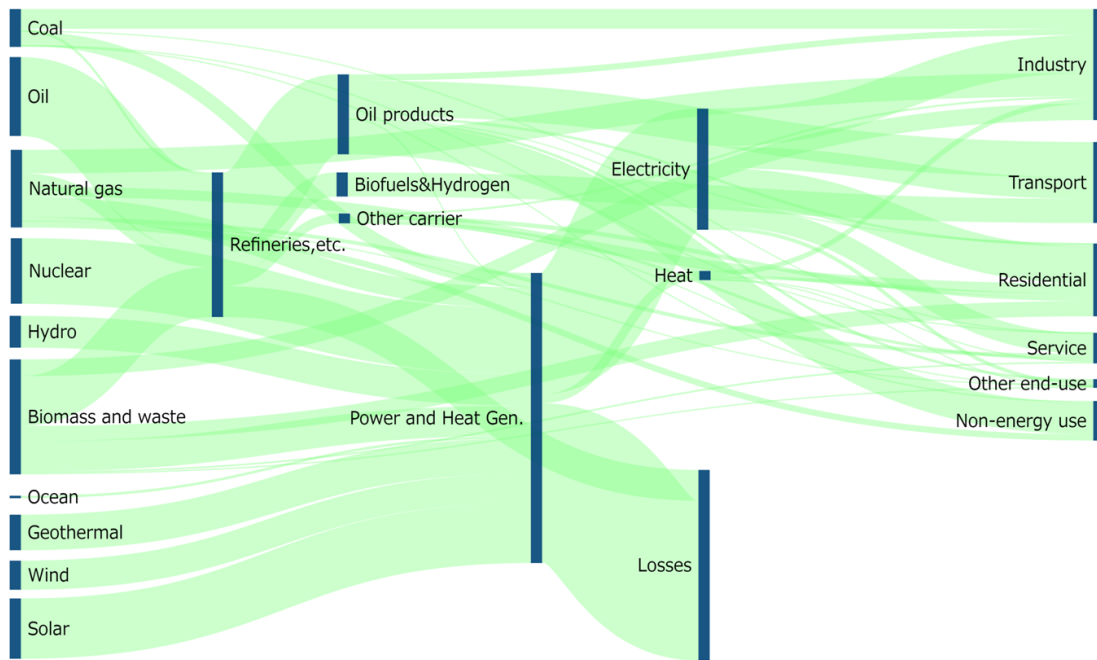 Coal
Oil
Natural gas
Nuclear
Hydro
Biomass and waste
Ocean
Geothermal
Wind
Solar
Refineries,etc.
Oil products
Biofuels&Hydrogen
Other carrier
Power and Heat Gen.
Electricity
Heat
Losses
Industry
Transport
Residential
Service
Other end-use
Non-energy use